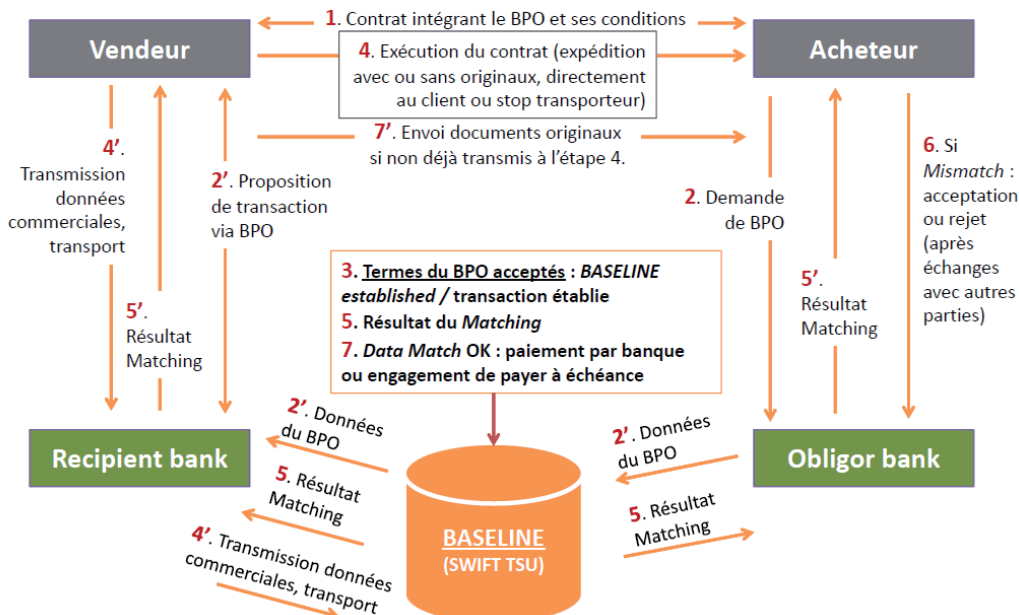 1. Contrat intégrant le BPO et ses conditions
Vendeur
Acheteur
4. Exécution du contrat (expédition
avec ou sans originaux, directement
au client ou stop transporteur)
7’. Envoi documents originaux
si non déjà transmis à l’étape 4.
4’.
Transmission
données
commerciales,
transport
2’. Proposition
de transaction
via BPO
5’.
Résultat
Matching
2. Demande
de BPO
5’.
Résultat
Matching
6. Si
Mismatch :
acceptation
ou rejet
(après
échanges
avec autres
parties)
3. Termes du BPO acceptés : BASELINE
established / transaction établie
5. Résultat du Matching
7. Data Match OK : paiement par banque
ou engagement de payer à échéance
Recipient bank
Obligor bank
2’. Données
du BPO
5. Résultat
Matching
4’. Transmission données
commerciales, transport
BASELINE
(SWIFT TSU)
2’. Données
du BPO
5. Résultat
Matching